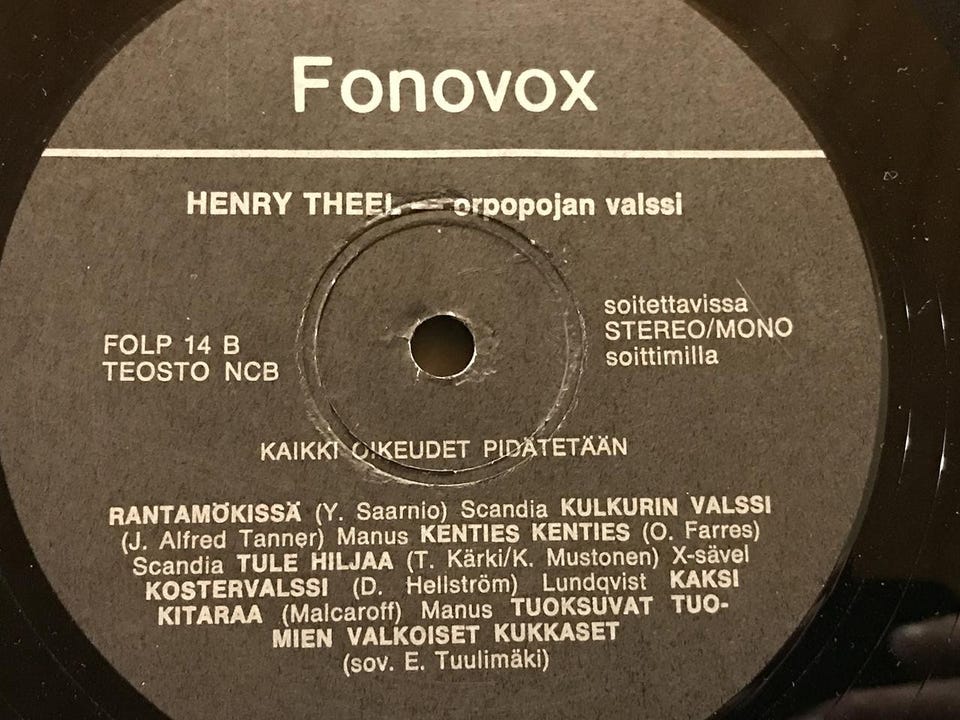 Fonovox
HENRY THEEL — orpopojan valssi
FOLP 14 B
TEOSTO NCB
soitettavissa
STEREO/MONO
soittimilla
KAIKKI OIKEUDET PIDÄTETÄÄN
RANTAMÖKISSÄ (Y. Saarnio) Scandia KULKURIN VALSSI
(J. Alfred Tanner) Manus KENTIES KENTIES (O. Farres)
Scandia TULE HILJAA (T. Kärki/K. Mustonen) X-sävel
KOSTERVALSSI (D. Hellström) Lundqvist KAKSI
KITARAA (Malcaroff) Manus TUOKSUVAT TUO-
MIEN VALKOISET KUKKASET
(sov. E. Tuulimäki)